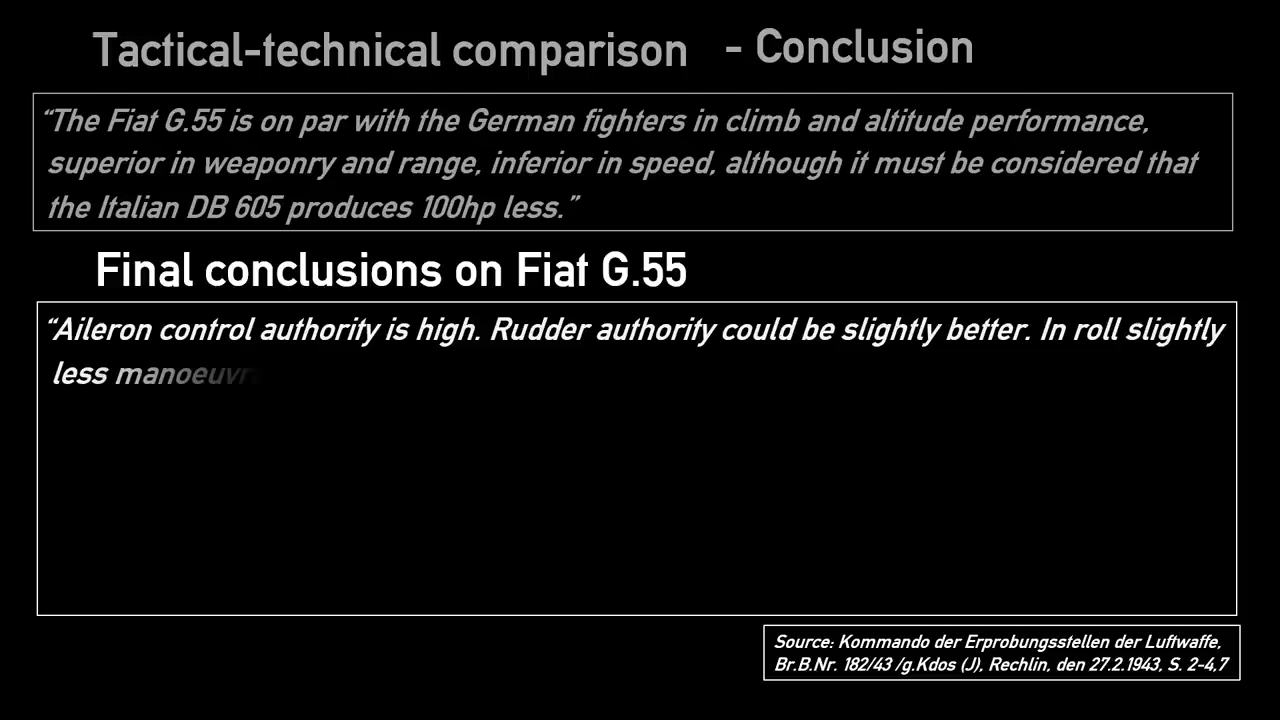 Tactical-technical comparison - Conclusion
“The Fiat G.55 is on par with the German fighters in climb and altitude performance,
superior in weaponry and range, inferior in speed, although it must be considered that
the Italian DB 605 produces 100hp less.”
Final conclusions on Fiat G.55
“Aileron control authority is high. Rudder authority could be slightly better. In roll slightly
less
Source: Kommando der Erprobungsstellen der Luftwaffe,
Br.B.Nr. 182/43 /g.Kdos (J), Rechlin, den 27.2.1943, S. 2-4,7